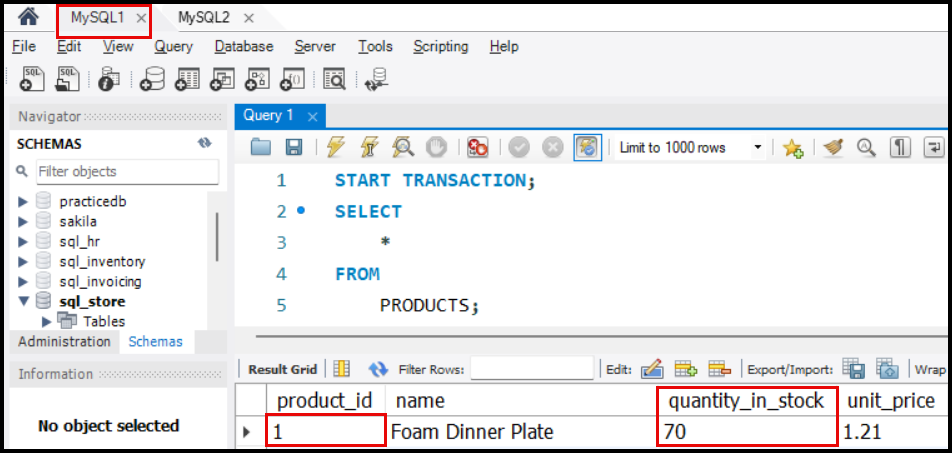 MySQL1 × MySQL2 ×
File Edit View Query Database Server Tools Scripting Help
SQL SQL
Navigator
SCHEMAS
Filter objects
practicedb
sakila
sql_hr
sql_inventory
sql_invoicing
sql_store
Tables
Administration Schemas
Information
No object selected
Query 1 ×
Limit to 1000 rows
1 START TRANSACTION;
2 SELECT
3 *
4 FROM
5 PRODUCTS;
Result Grid Filter Rows: Edit: Export/Import: Wrap
product_id name quantity_in_stock unit_price
1 Foam Dinner Plate 70 1.21